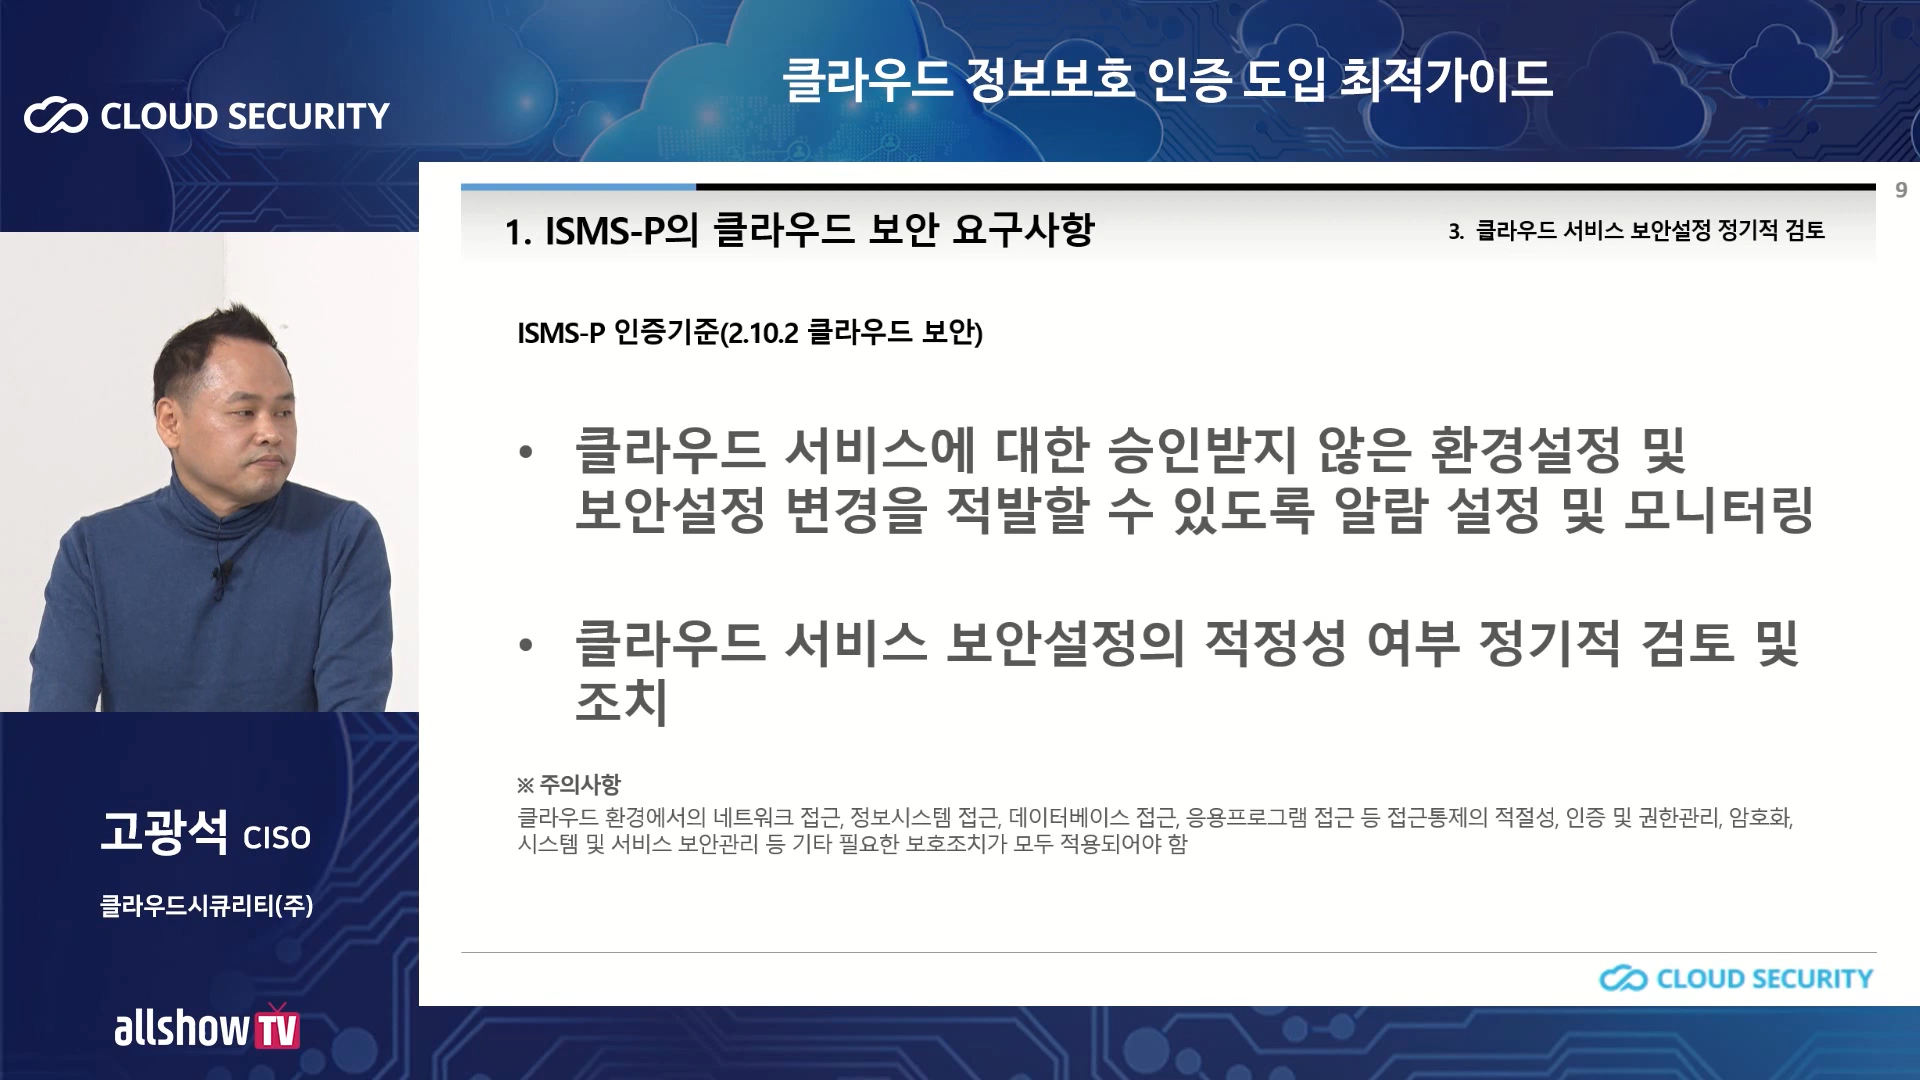 클라우드 정보보호 인증 도입 최적가이드
CLOUD SECURITY
9
1. ISMS-P의 클라우드 보안 요구사항
3. 클라우드 서비스 보안설정 정기적 검토
ISMS-P 인증기준(2.10.2 클라우드 보안)
• 클라우드 서비스에 대한 승인받지 않은 환경설정 및
보안설정 변경을 적발할 수 있도록 알람 설정 및 모니터링
• 클라우드 서비스 보안설정의 적정성 여부 정기적 검토 및
조치
※ 주의사항
클라우드 환경에서의 네트워크 접근, 정보시스템 접근, 데이터베이스 접근, 응용프로그램 접근 등 접근통제의 적절성, 인증 및 권한관리, 암호화,
시스템 및 서비스 보안관리 등 기타 필요한 보호조치가 모두 적용되어야 함
CLOUD SECURITY
고광석 CISO
클라우드시큐리티(주)
allshowTV